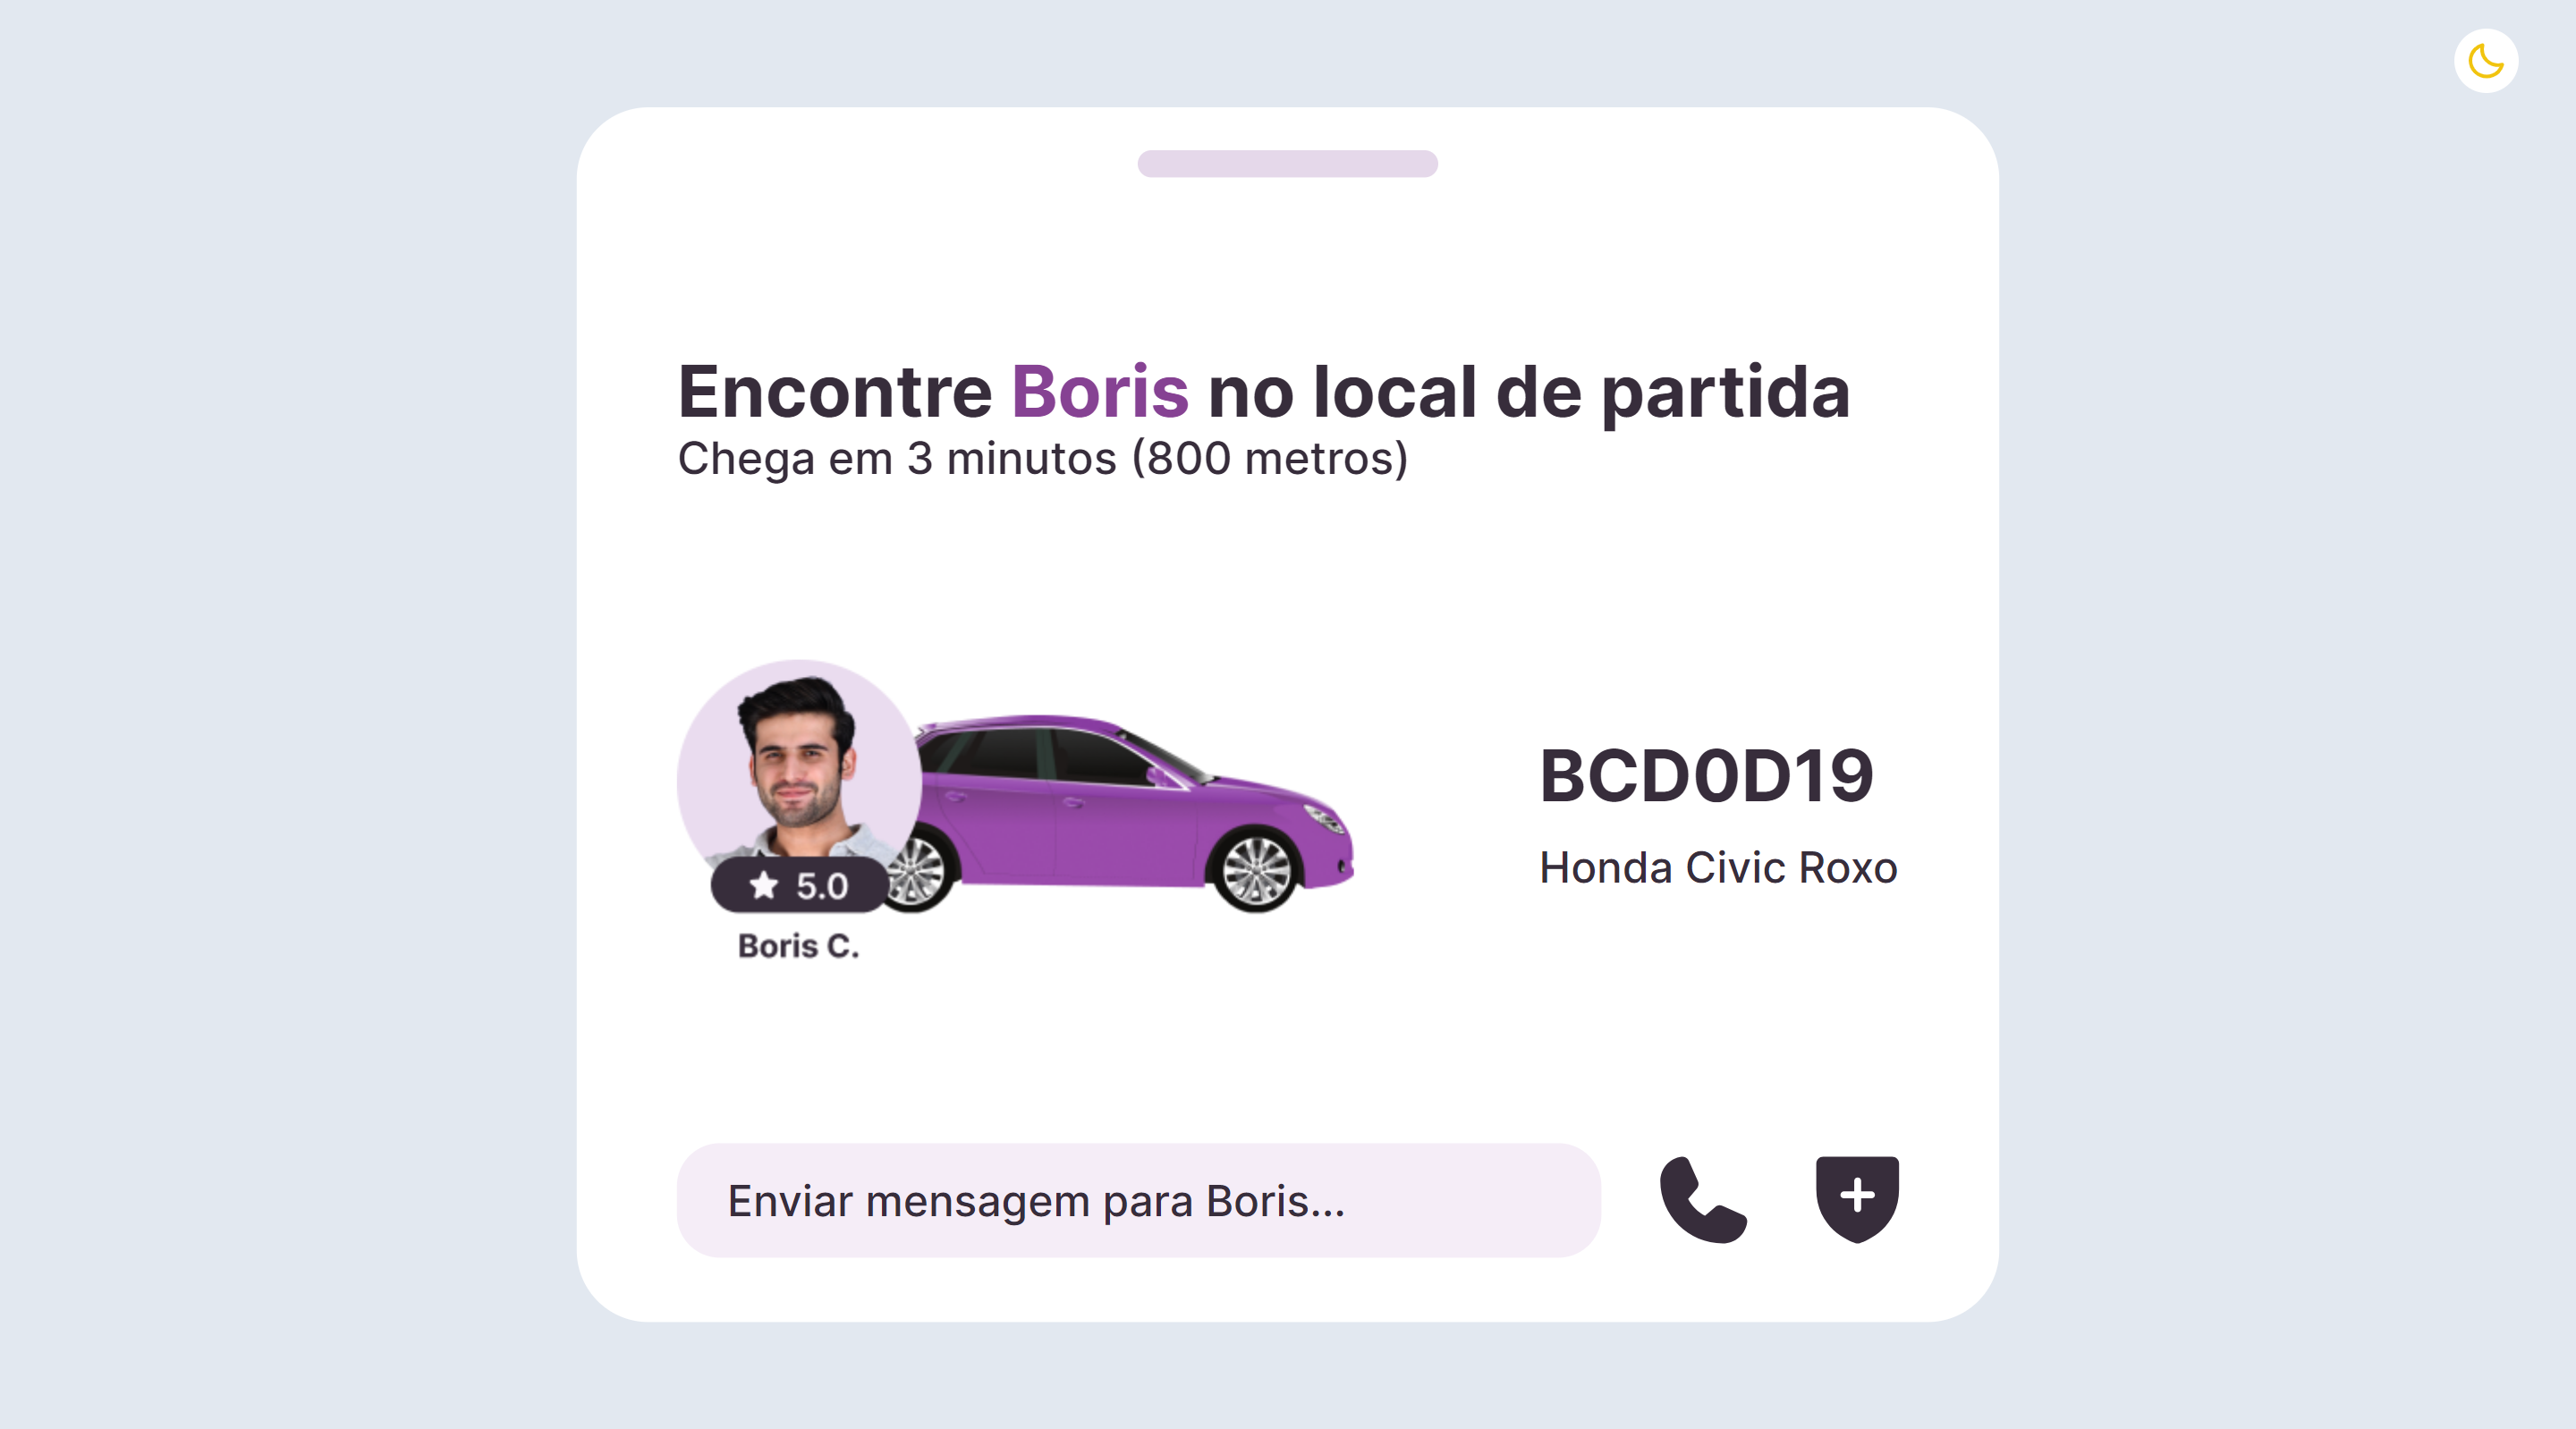 Encontre Boris no local de partida
Chega em 3 minutos (800 metros)
5.0
Boris C.
BCD0D19
Honda Civic Roxo
Enviar mensagem para Boris...